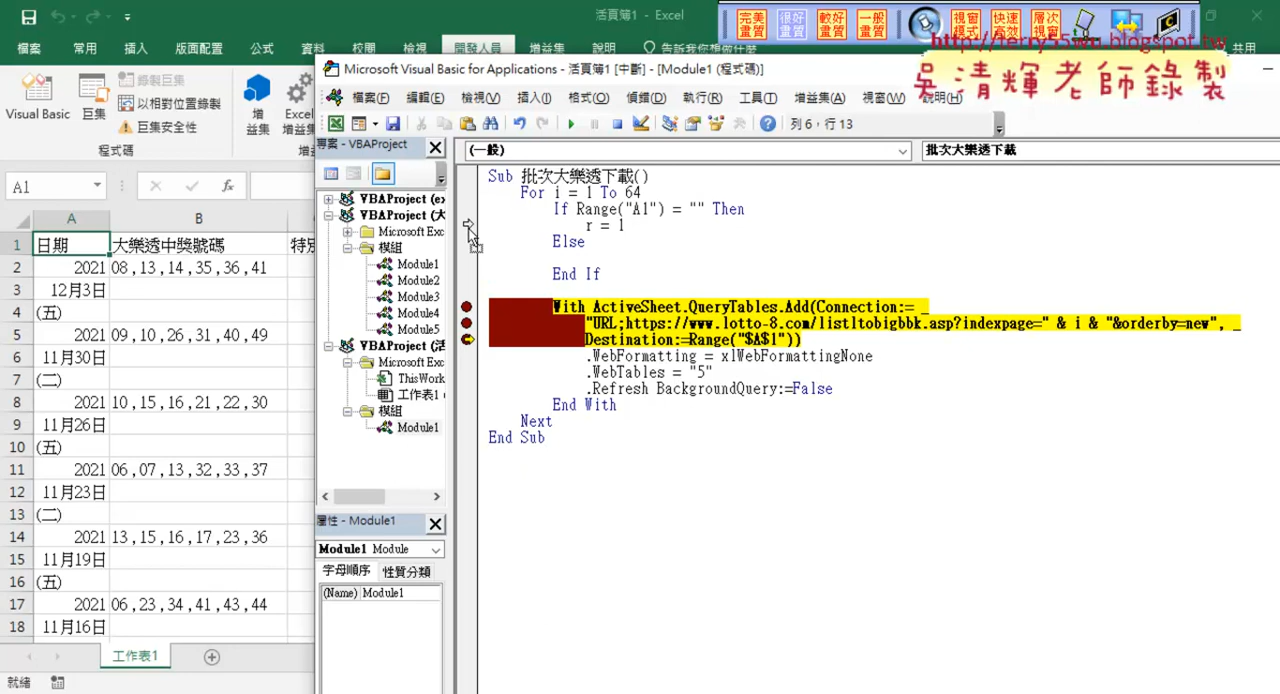 活頁簿1 - Excel
完美畫質 很好畫質 較好畫質 一般畫質 視窗工具 快速高效 層次視窗
http://terry55wu.blogspot.tw
吳清輝老師錄製
檔案 常用 插入 版面配置 公式 資料 校閱 檢視 開發人員 增益集 說明 告訴我你想做什麼 共用
Visual Basic 巨集 錄製巨集 以相對位置錄製 巨集安全性 增益集 Excel 增益集
程式碼
A1
A B
1 日期 大樂透中獎號碼 特別
2 2021 08,13,14,35,36,41
3 12月3日
4 (五)
5 2021 09,10,26,31,40,49
6 11月30日
7 (二)
8 2021 10,15,16,21,22,30
9 11月26日
10 (五)
11 2021 06,07,13,32,33,37
12 11月23日
13 (二)
14 2021 13,15,16,17,23,36
15 11月19日
16 (五)
17 2021 06,23,34,41,43,44
18 11月16日
工作表1
就緒
Microsoft Visual Basic for Applications - 活頁簿1 [中斷] - [Module1 (程式碼)]
檔案(F) 編輯(E) 檢視(V) 插入(I) 格式(O) 偵錯(D) 執行(R) 工具(T) 增益集(A) 視窗(W) 說明(H)
列 6，行 13
專案 - VBAProject
VBAProject (ex
VBAProject (大
Microsoft Exc
模組
Module1
Module2
Module3
Module4
Module5
VBAProject (活
Microsoft Exc
ThisWork
工作表1 (
模組
Module1
屬性 - Module1
Module1 Module
字母順序 性質分類
(Name) Module1
(一般) 批次大樂透下載
Sub 批次大樂透下載()
For i = 1 To 64
If Range("A1") = "" Then
r = 1
Else
End If
With ActiveSheet.QueryTables.Add(Connection:= _
"URL;https://www.lotto-8.com/listltobigbbk.asp?indexpage=" & i & "&orderby=new", _
Destination:=Range("$A$1"))
.WebFormatting = xlWebFormattingNone
.WebTables = "5"
.Refresh BackgroundQuery:=False
End With
Next
End Sub